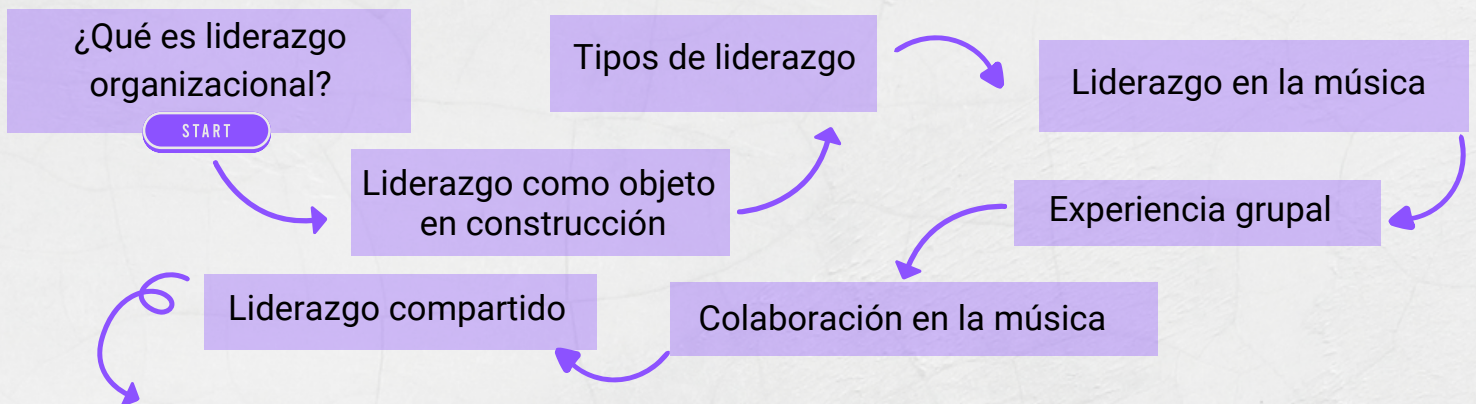 ¿Qué es liderazgo
organizacional?
START
Liderazgo como objeto
en construcción
Tipos de liderazgo
Liderazgo en la música
Experiencia grupal
Colaboración en la música
Liderazgo compartido